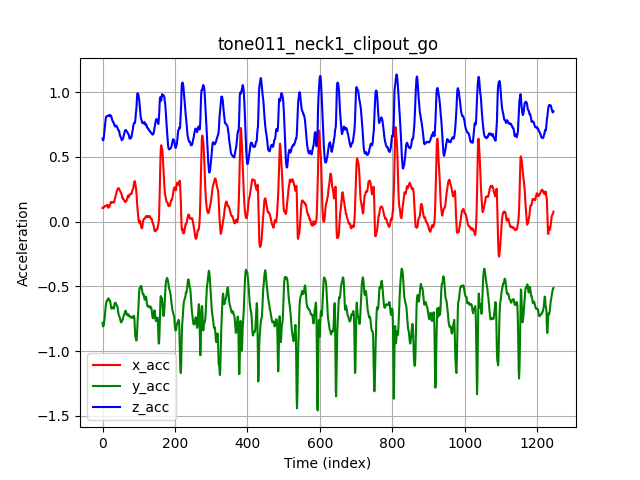 tone011_neck1_clipout_go
Acceleration
1.0
0.5
0.0
−0.5
−1.0
−1.5
x_acc
y_acc
z_acc
0 200 400 600 800 1000 1200
Time (index)